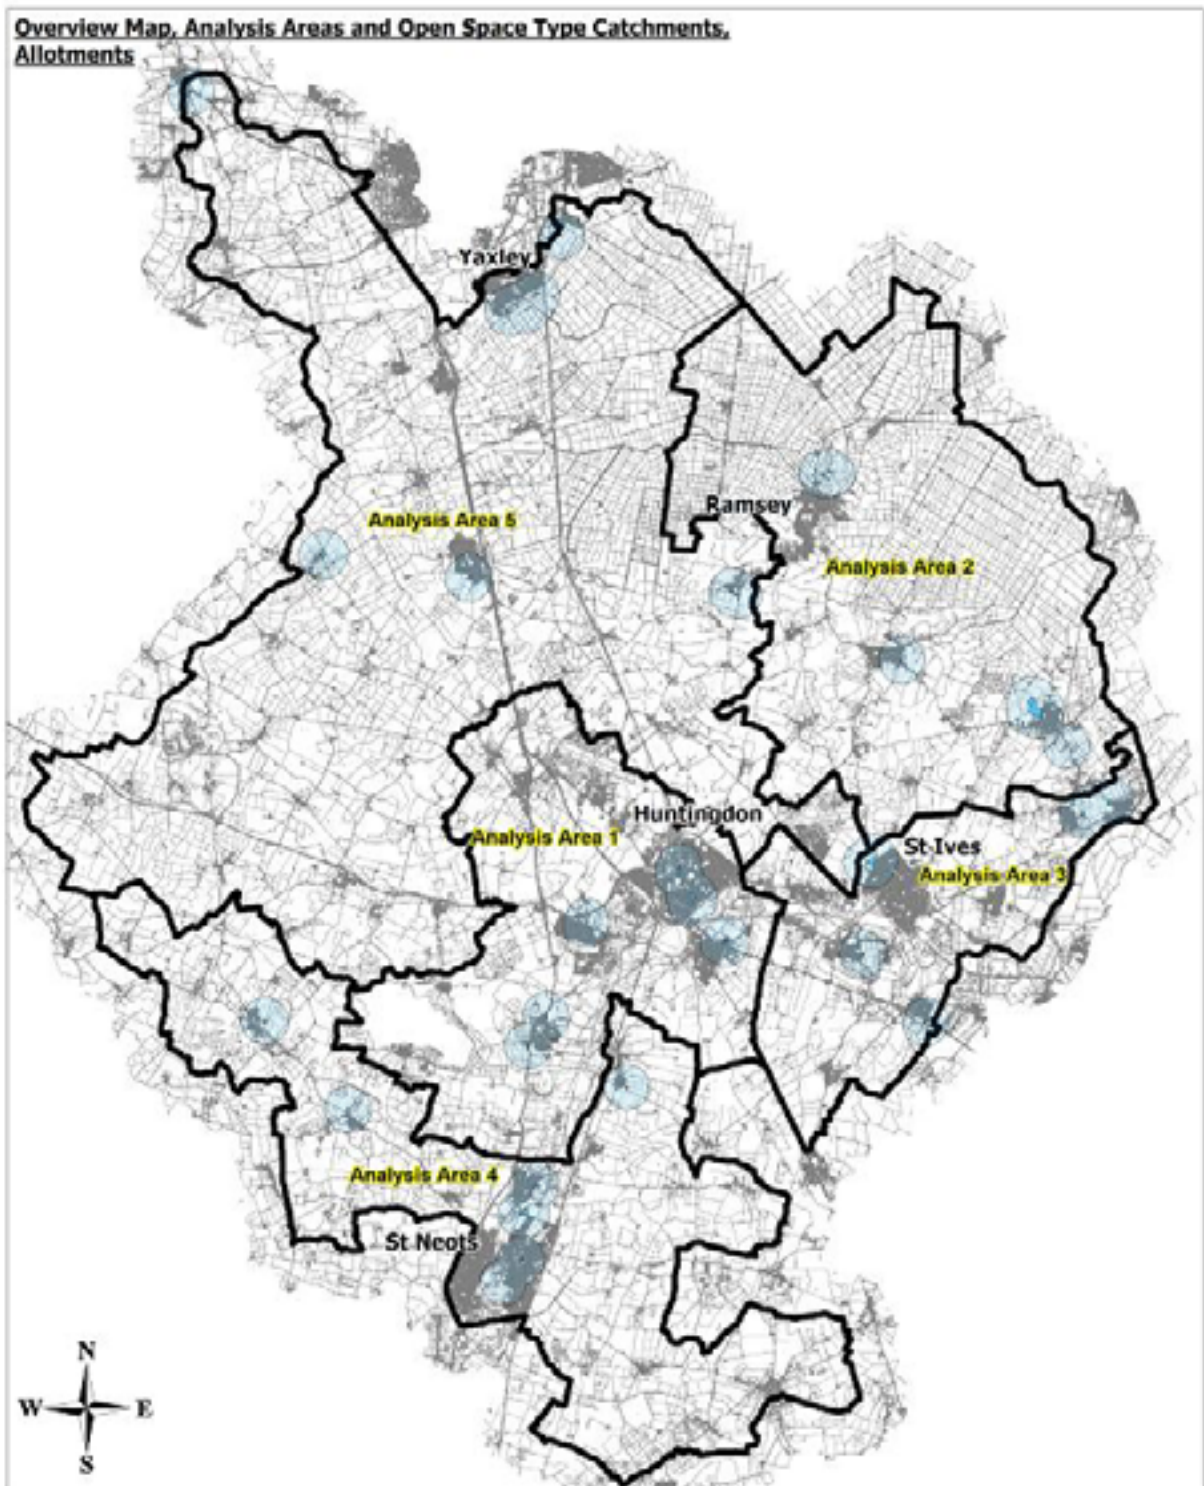 Overview Map, Analysis Areas and Open Space Type Catchments,
Allotments
Yaxley
Ramsey
Analysis Area 5
Analysis Area 2
Huntingdon
Analysis Area 1
St Ives
Analysis Area 3
Analysis Area 4
St Neots
N
W E
S